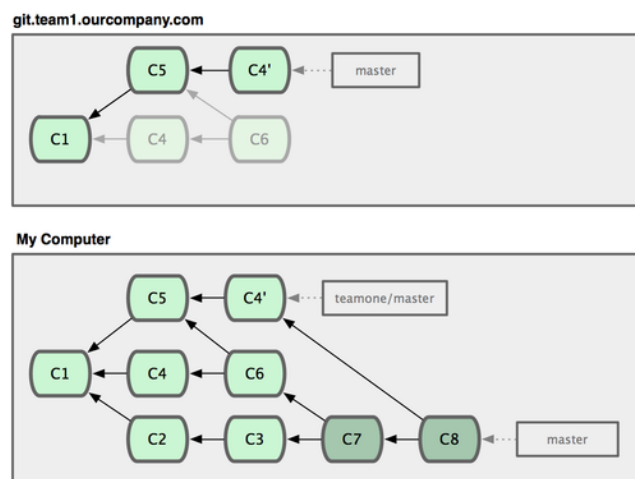 git.team1.ourcompany.com
C5 C4' master
C1 C4 C6
My Computer
C5 C4' teamone/master
C1 C4 C6
C2 C3 C7 C8 master